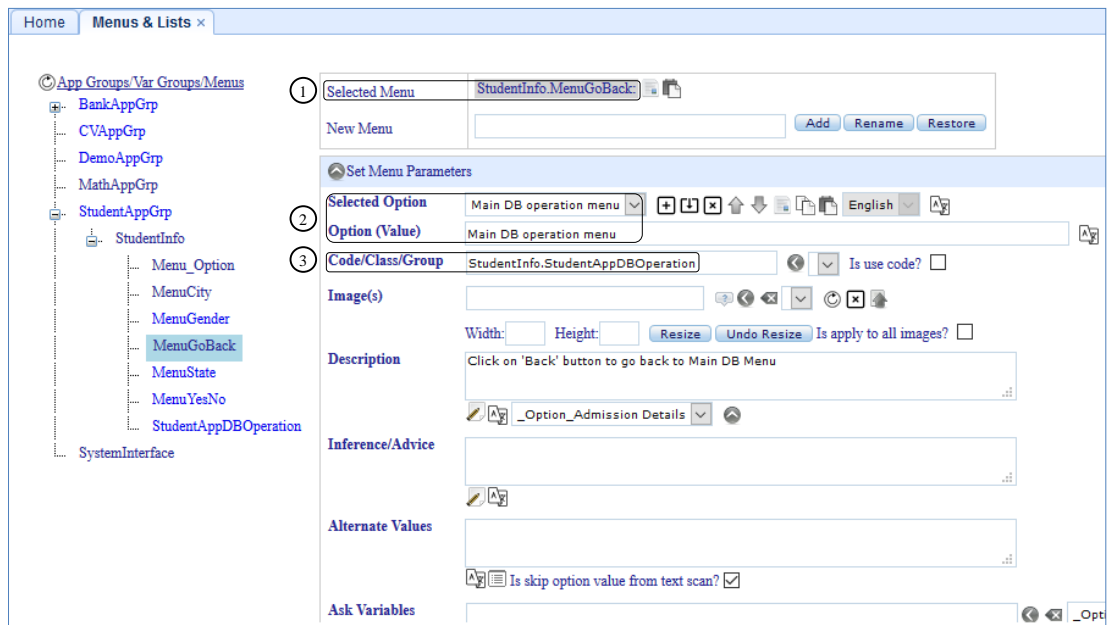 Home Menus & Lists ×
App Groups/Var Groups/Menus
BankAppGrp
CVAppGrp
DemoAppGrp
MathAppGrp
StudentAppGrp
StudentInfo
Menu_Option
MenuCity
MenuGender
MenuGoBack
MenuState
MenuYesNo
StudentAppDBOperation
SystemInterface
1 Selected Menu StudentInfo.MenuGoBack:
New Menu Add Rename Restore
Set Menu Parameters
Selected Option Main DB operation menu English
2
Option (Value) Main DB operation menu
3 Code/Class/Group StudentInfo.StudentAppDBOperation Is use code?
Image(s)
Width: Height: Resize Undo Resize Is apply to all images?
Description Click on 'Back' button to go back to Main DB Menu
_Option_Admission Details
Inference/Advice
Alternate Values
Is skip option value from text scan?
Ask Variables _Opti